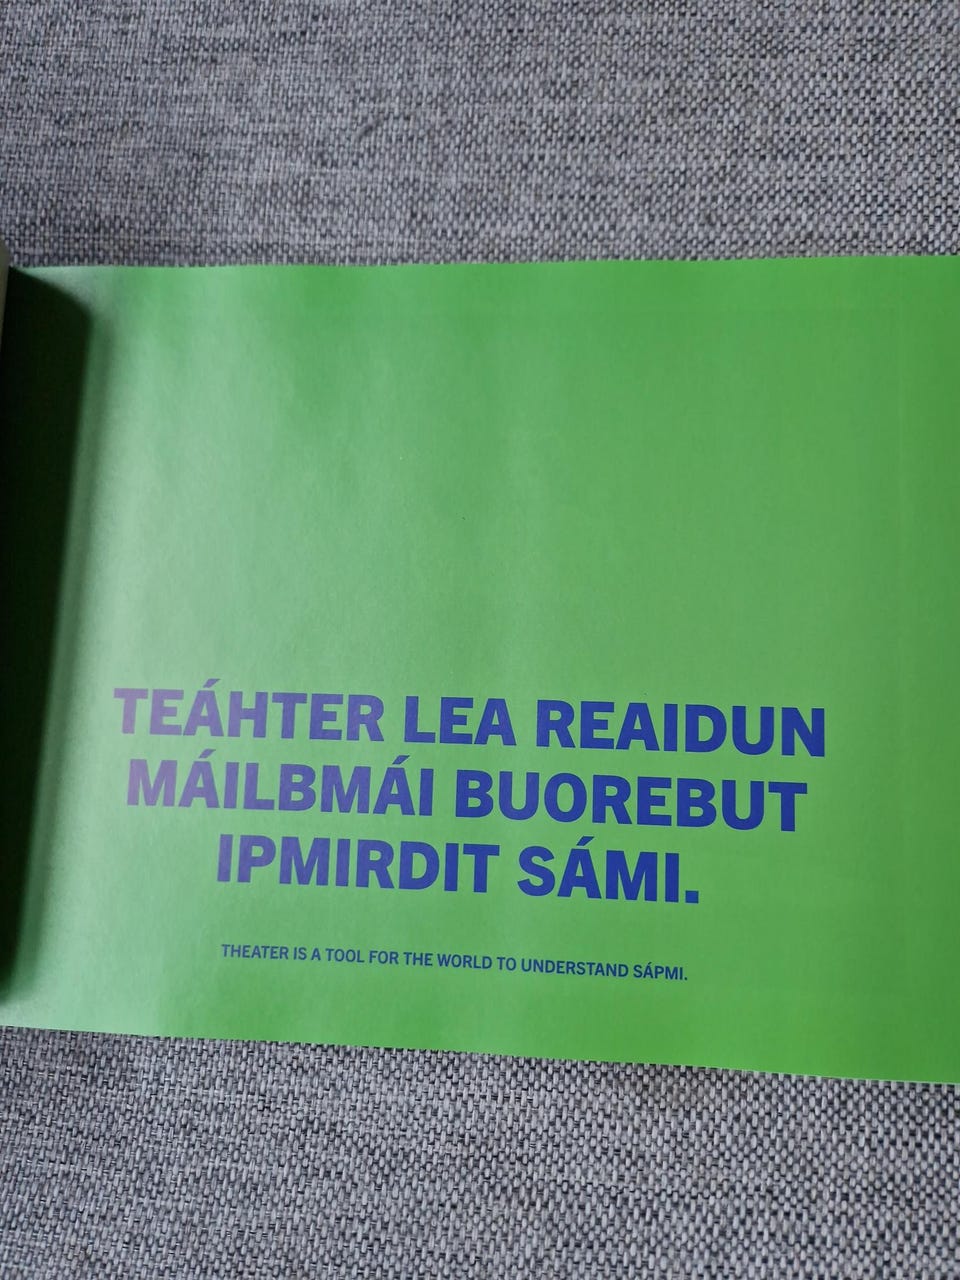 TEÁHTER LEA REAIDUN
MÁILBMÁI BUOREBUT
IPMIRDIT SÁMI.
THEATER IS A TOOL FOR THE WORLD TO UNDERSTAND SÁPMI.